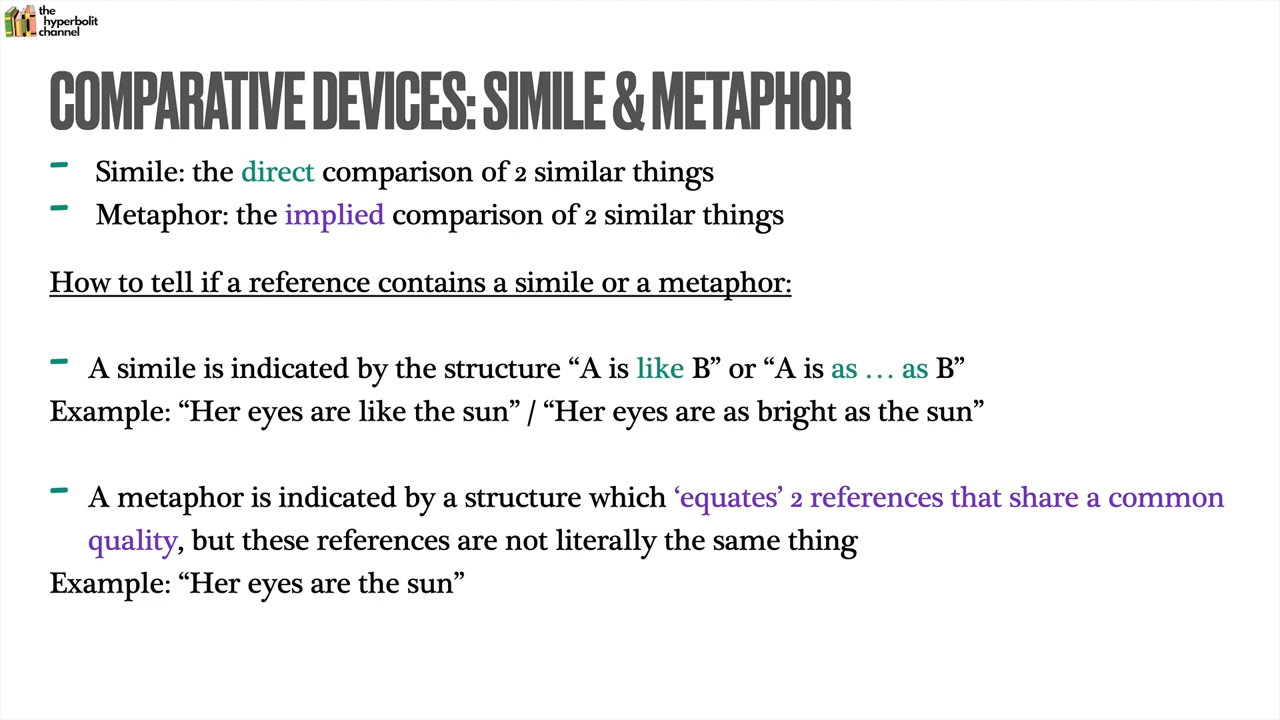 the
hyperbolit
channel
COMPARATIVE DEVICES: SIMILE & METAPHOR
- Simile: the direct comparison of 2 similar things
- Metaphor: the implied comparison of 2 similar things
How to tell if a reference contains a simile or a metaphor:
- A simile is indicated by the structure “A is like B” or “A is as … as B”
Example: “Her eyes are like the sun” / “Her eyes are as bright as the sun”
- A metaphor is indicated by a structure which ‘equates’ 2 references that share a common
quality, but these references are not literally the same thing
Example: “Her eyes are the sun”